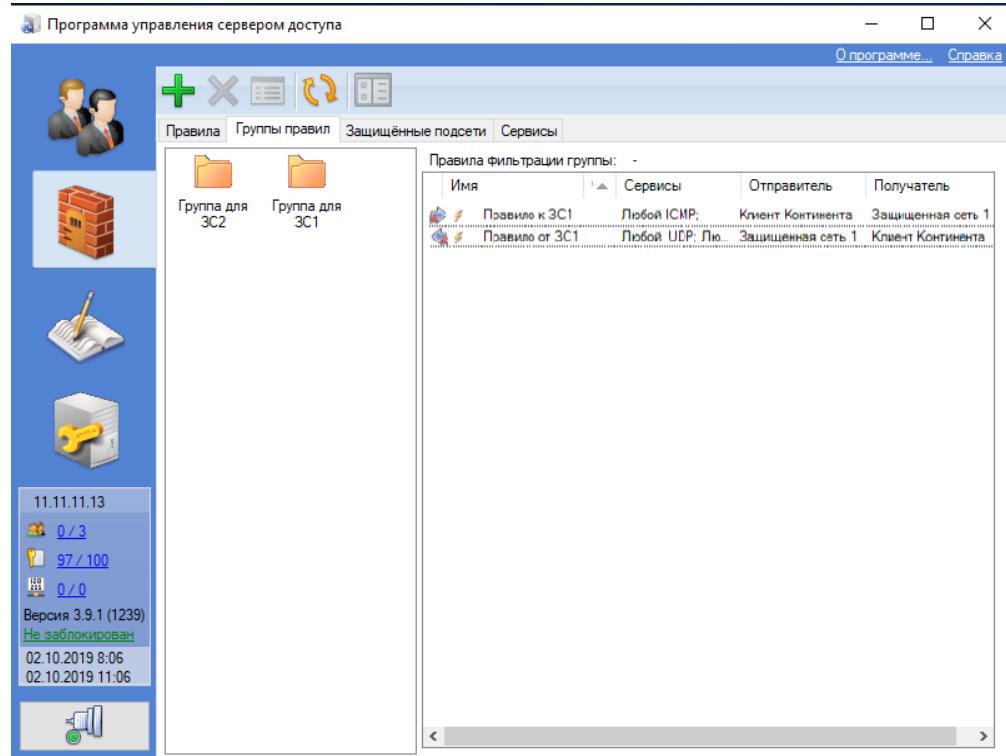 Программа управления сервером доступа
О программе... Справка
Правила Группы правил Защищённые подсети Сервисы
Группа для ЗС2
Группа для ЗС1
Правила фильтрации группы: -
Имя Сервисы Отправитель Получатель
Правило к ЗС1 Любой ICMP; Клиент Континента Защищенная сеть 1
Правило от ЗС1 Любой UDP; Лю... Защищенная сеть 1 Клиент Континента
11.11.11.13
0 / 3
97 / 100
0 / 0
Версия 3.9.1 (1239)
Не заблокирован
02.10.2019 8:06
02.10.2019 11:06